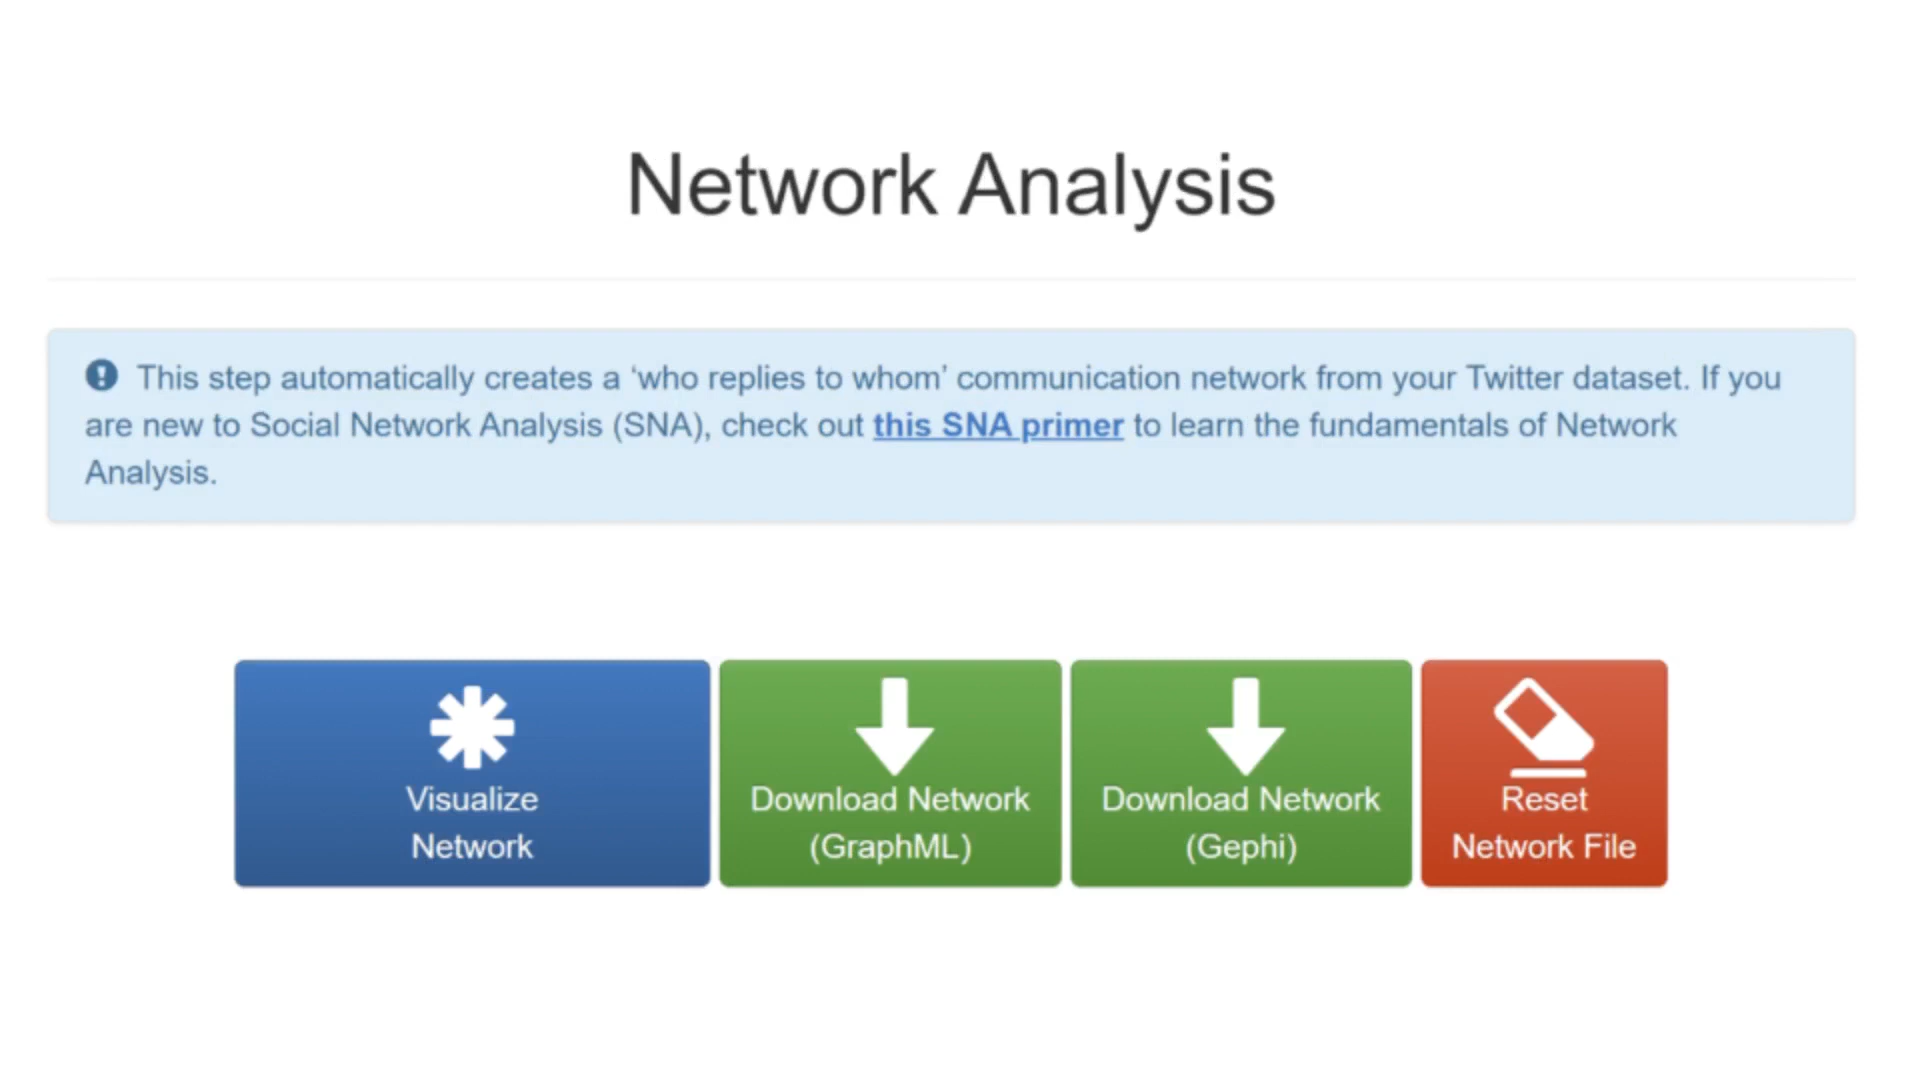 Network Analysis
This step automatically creates a ‘who replies to whom’ communication network from your Twitter dataset. If you
are new to Social Network Analysis (SNA), check out this SNA primer to learn the fundamentals of Network
Analysis.
Visualize
Network
Download Network
(GraphML)
Download Network
(Gephi)
Reset
Network File